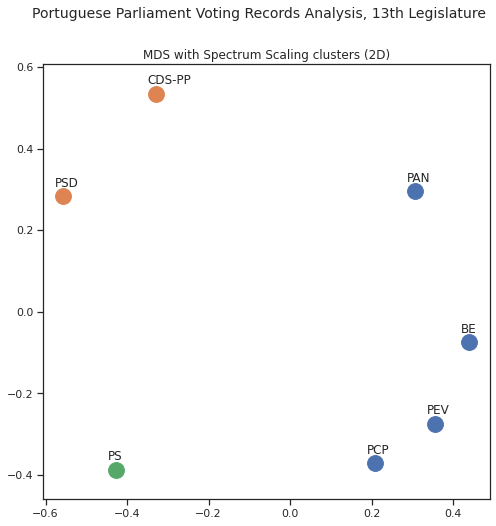 Portuguese Parliament Voting Records Analysis, 13th Legislature
MDS with Spectrum Scaling clusters (2D)
0.6
CDS-PP
0.4
PSD
PAN
0.2
0.0
BE
−0.2
PEV
PCP
PS
−0.4
−0.6 −0.4 −0.2 0.0 0.2 0.4